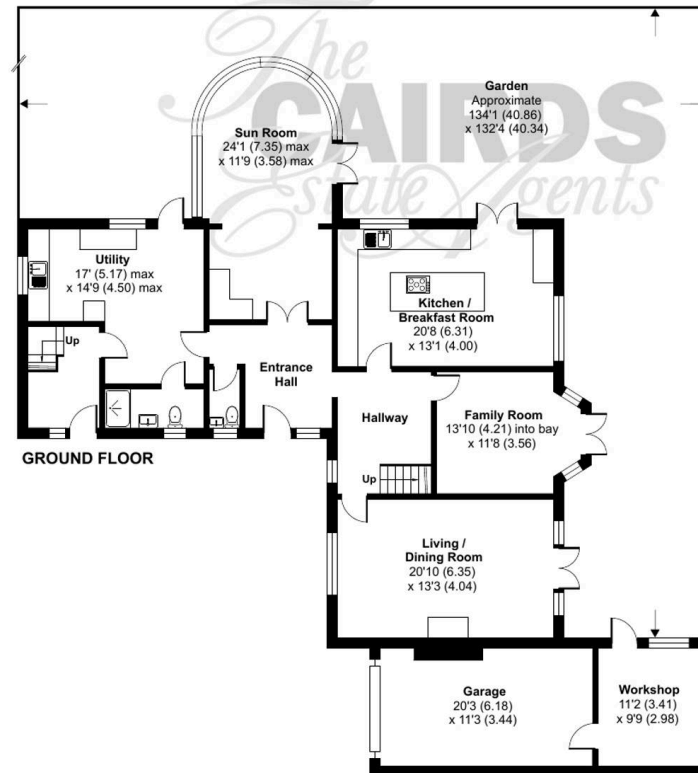 The
CAIRDS
Estate Agents
Garden
Approximate
134'1 (40.86)
x 132'4 (40.34)
Sun Room
24'1 (7.35) max
x 11'9 (3.58) max
Utility
17' (5.17) max
x 14'9 (4.50) max
Up
Kitchen /
Breakfast Room
20'8 (6.31)
x 13'1 (4.00)
Entrance
Hall
Hallway
Up
Family Room
13'10 (4.21) into bay
x 11'8 (3.56)
GROUND FLOOR
Living /
Dining Room
20'10 (6.35)
x 13'3 (4.04)
Garage
20'3 (6.18)
x 11'3 (3.44)
Workshop
11'2 (3.41)
x 9'9 (2.98)